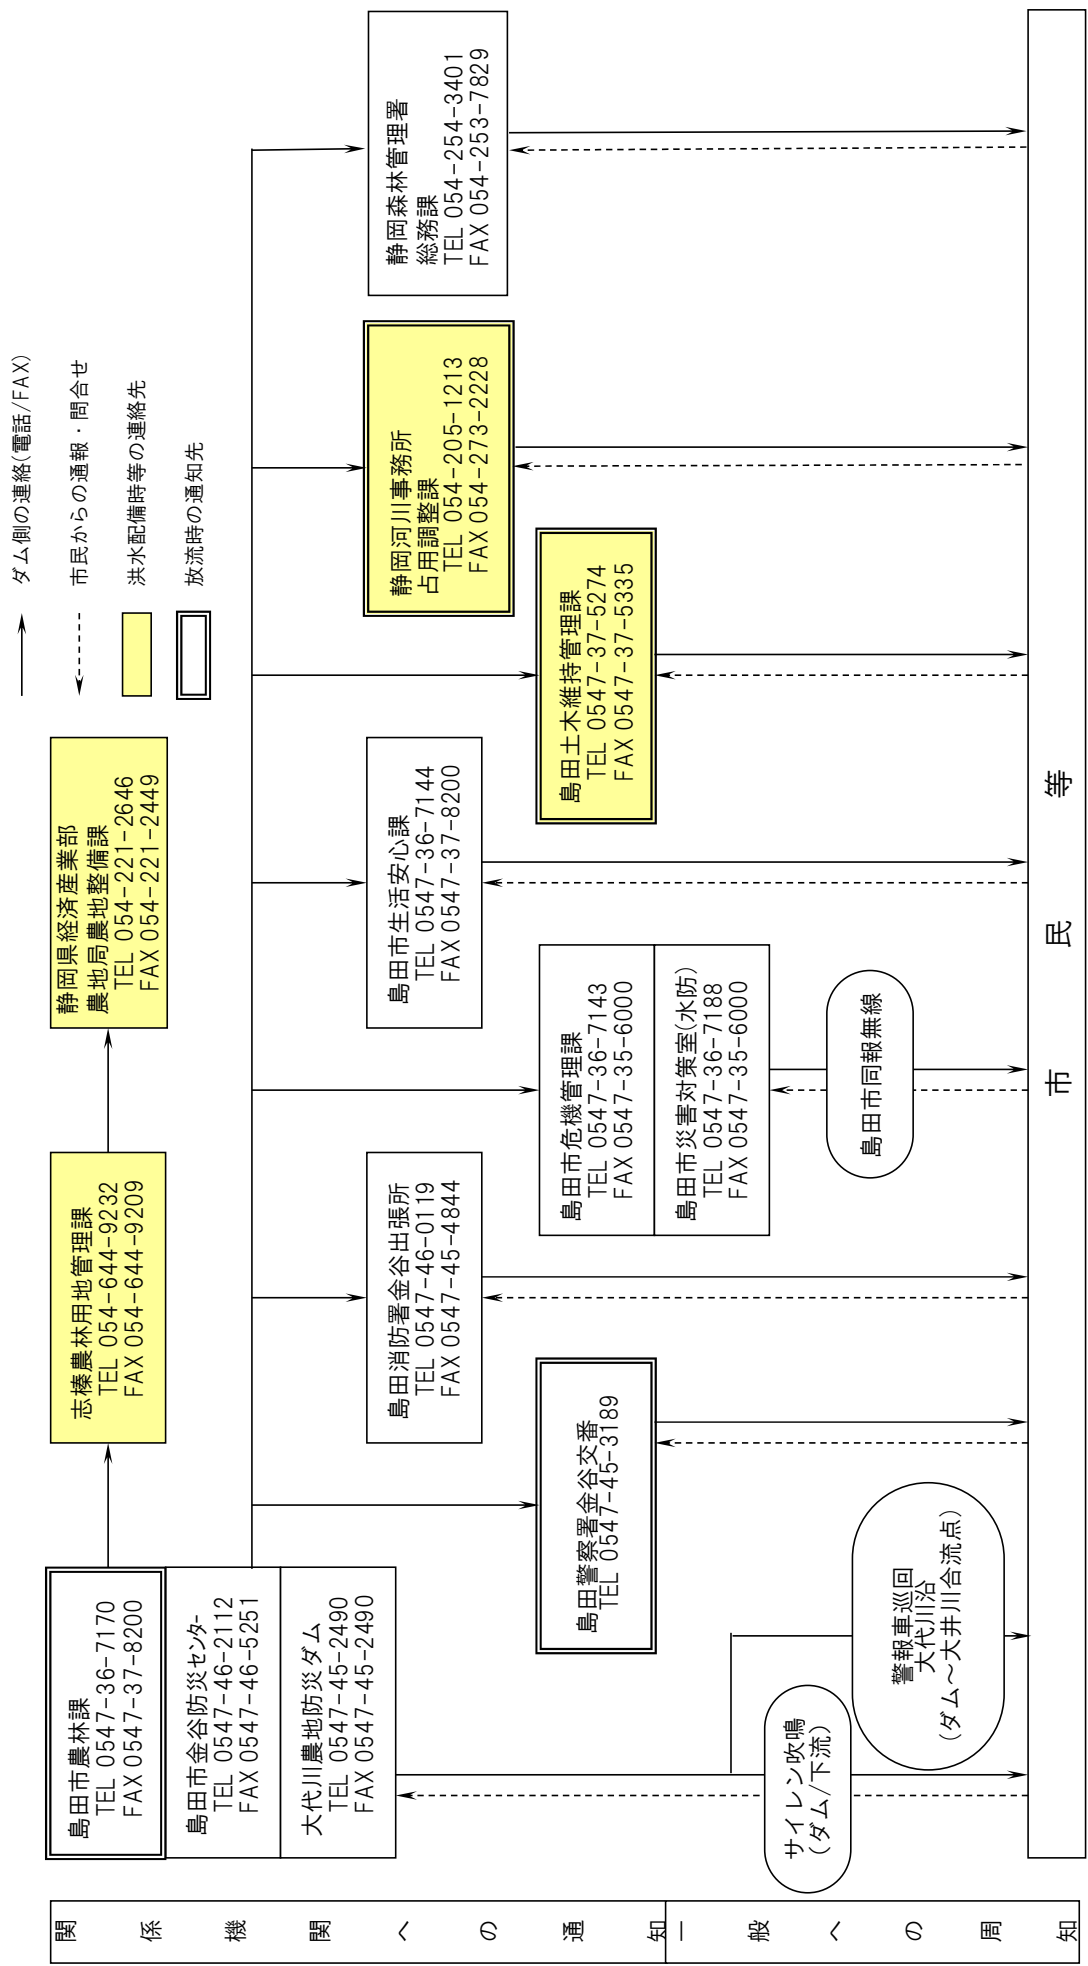 ダム側の連絡(電話/FAX)
市民からの通報・問合せ
洪水配備時等の連絡先
放流時の通知先
関係機関への通知
一般への周知
島田市農林課
TEL 0547-36-7170
FAX 0547-37-8200
島田市金谷防災センター
TEL 0547-46-2112
FAX 0547-46-5251
大代川農地防災ダム
TEL 0547-45-2490
FAX 0547-45-2490
志榛農林用地管理課
TEL 054-644-9232
FAX 054-644-9209
静岡県経済産業部
農地局農地整備課
TEL 054-221-2646
FAX 054-221-2449
島田警察署金谷交番
TEL 0547-45-3189
島田消防署金谷出張所
TEL 0547-46-0119
FAX 0547-45-4844
島田市危機管理課
TEL 0547-36-7143
FAX 0547-35-6000
島田市災害対策室(水防)
TEL 0547-36-7188
FAX 0547-35-6000
島田市生活安心課
TEL 0547-36-7144
FAX 0547-37-8200
島田土木維持管理課
TEL 0547-37-5274
FAX 0547-37-5335
静岡河川事務所
占用調整課
TEL 054-205-1213
FAX 054-273-2228
静岡森林管理署
総務課
TEL 054-254-3401
FAX 054-253-7829
サイレン吹鳴
(ダム/下流)
警報車巡回
大代川沿
(ダム～大井川合流点)
島田市同報無線
市民等